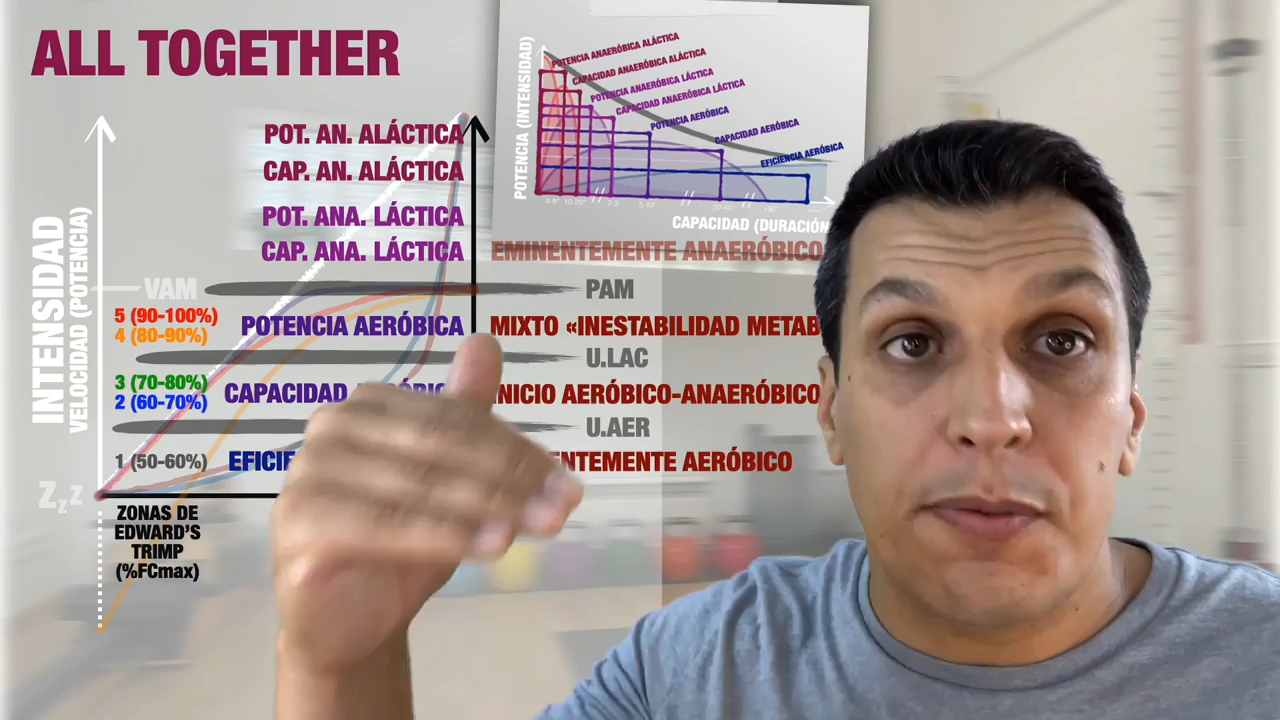 ALL TOGETHER
POTENCIA ANAERÓBICA ALÁCTICA
CAPACIDAD ANAERÓBICA ALÁCTICA
POTENCIA ANAERÓBICA LÁCTICA
CAPACIDAD ANAERÓBICA LÁCTICA
POTENCIA AERÓBICA
CAPACIDAD AERÓBICA
EFICIENCIA AERÓBICA
POTENCIA (INTENSIDAD)
CAPACIDAD (DURACIÓN
POT. AN. ALÁCTICA
CAP. AN. ALÁCTICA
POT. ANA. LÁCTICA
CAP. ANA. LÁCTICA
EMINENTEMENTE ANAERÓBICO
INTENSIDAD
VELOCIDAD (POTENCIA)
VAM
PAM
5 (90-100%)
4 (80-90%)
POTENCIA AERÓBICA
MIXTO «INESTABILIDAD METAB
U.LAC
3 (70-80%)
2 (60-70%)
CAPACIDAD
INICIO AERÓBICO-ANAERÓBICO
U.AER
1 (50-60%)
EFICIE
NTEMENTE AERÓBICO
ZzZ
ZONAS DE
EDWARD'S
TRIMP
(%FCmax)